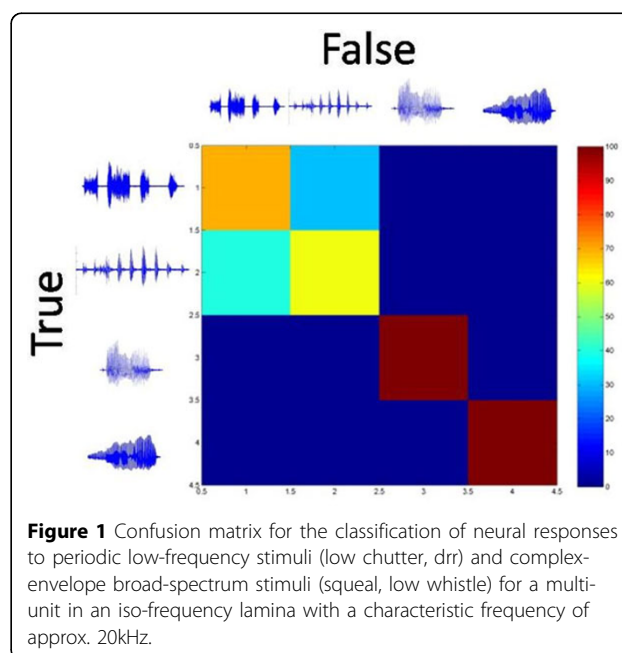 False
True
0.5
1
1.5
2
2.5
3
3.5
4
4.5
0.5 1 1.5 2 2.5 3 3.5 4 4.5
100
90
80
70
60
50
40
30
20
10
0
Figure 1 Confusion matrix for the classification of neural responses
to periodic low-frequency stimuli (low chutter, drr) and complex-
envelope broad-spectrum stimuli (squeal, low whistle) for a multi-
unit in an iso-frequency lamina with a characteristic frequency of
approx. 20kHz.